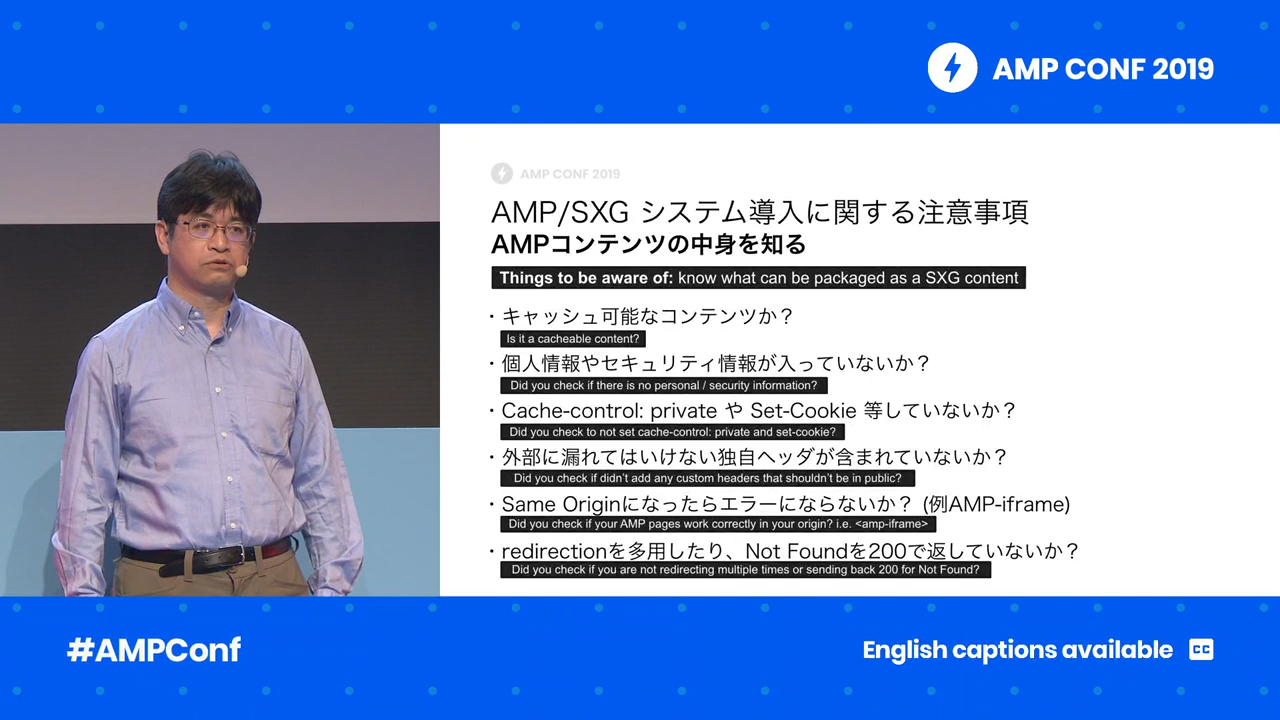 AMP CONF 2019
AMP CONF 2019
AMP/SXG システム導入に関する注意事項
AMPコンテンツの中身を知る
Things to be aware of: know what can be packaged as a SXG content
・キャッシュ可能なコンテンツか？
Is it a cacheable content?
・個人情報やセキュリティ情報が入っていないか？
Did you check if there is no personal / security information?
・Cache-control: private や Set-Cookie 等していないか？
Did you check to not set cache-control: private and set-cookie?
・外部に漏れてはいけない独自ヘッダが含まれていないか？
Did you check if didn't add any custom headers that shouldn't be in public?
・Same Originになったらエラーにならないか？ (例AMP-iframe)
Did you check if your AMP pages work correctly in your origin? i.e. <amp-iframe>
・redirectionを多用したり、Not Foundを200で返していないか？
Did you check if you are not redirecting multiple times or sending back 200 for Not Found?
#AMPConf
English captions available CC